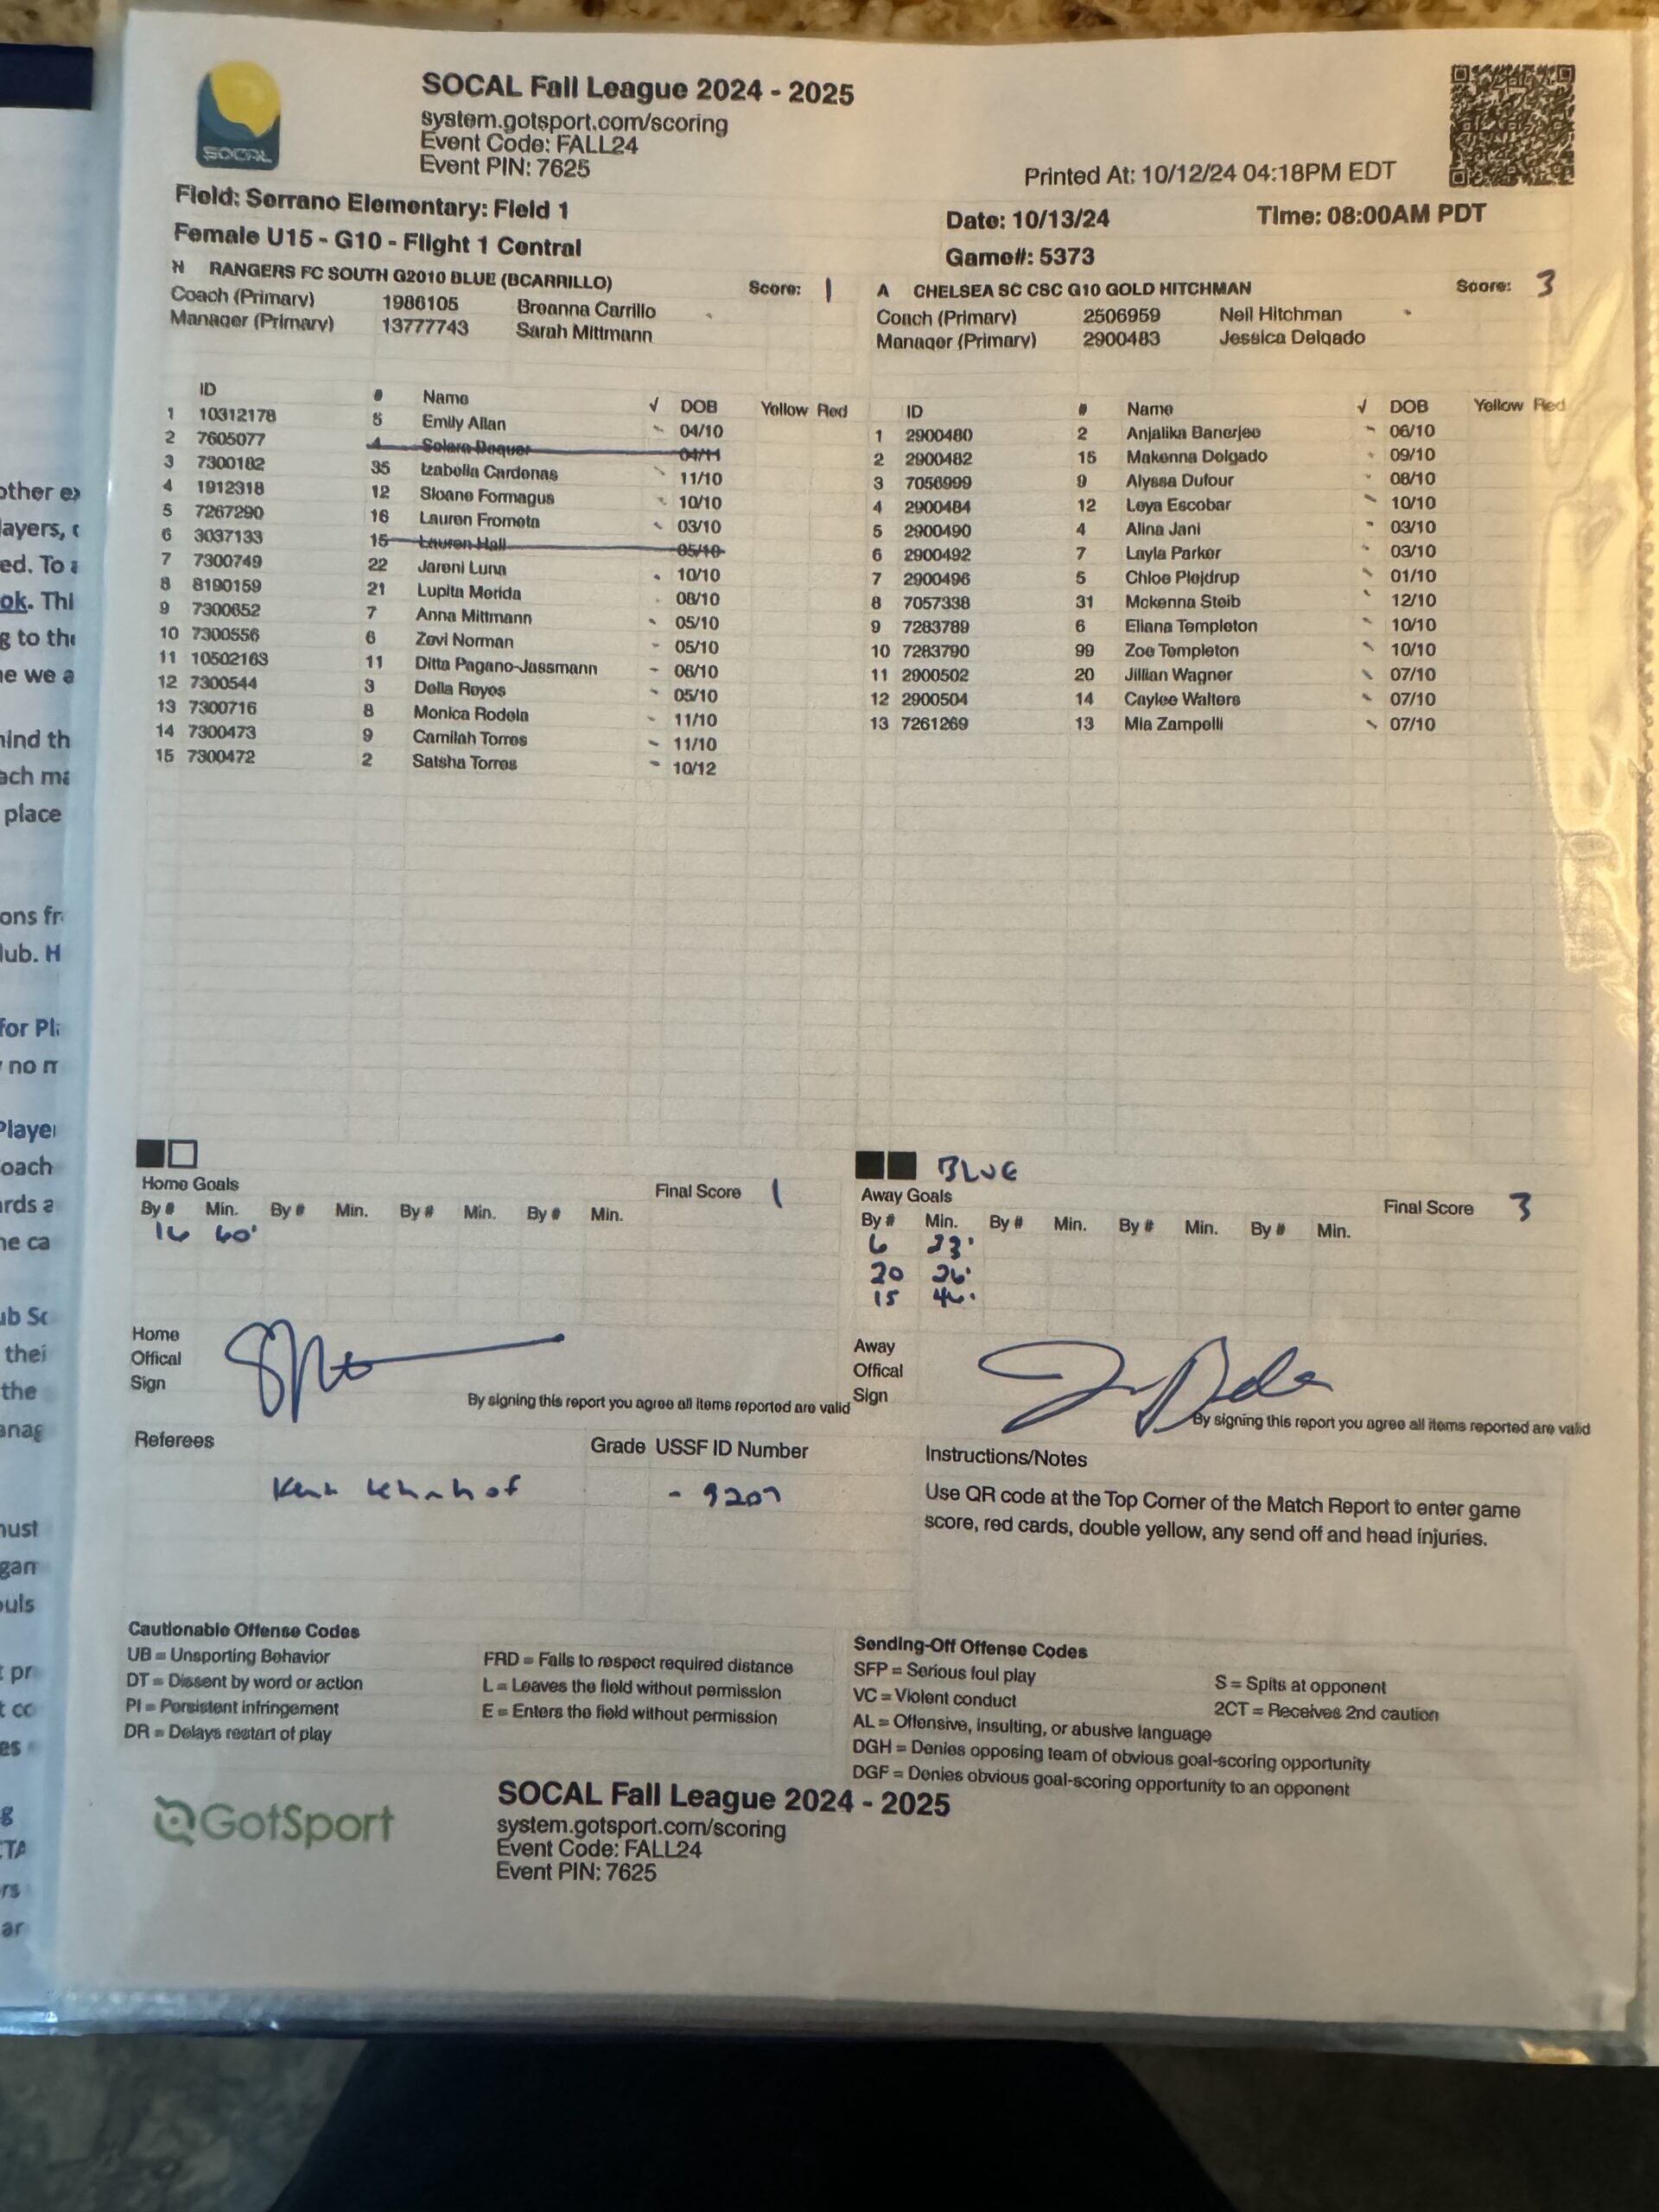 SOCAL
SOCAL Fall League 2024 - 2025
system.gotsport.com/scoring
Event Code: FALL24
Event PIN: 7625
Printed At: 10/12/24 04:18PM EDT
Field: Serrano Elementary: Field 1
Date: 10/13/24 Time: 08:00AM PDT
Female U15 - G10 - Flight 1 Central
Game#: 5373
H RANGERS FC SOUTH G2010 BLUE (BCARRILLO) Score: 1
Coach (Primary) 1986105 Breanna Carrillo
Manager (Primary) 13777743 Sarah Mittmann
A CHELSEA SC CSC G10 GOLD HITCHMAN Score: 3
Coach (Primary) 2506959 Neil Hitchman
Manager (Primary) 2900483 Jessica Delgado
ID # Name √ DOB Yellow Red
1 10312178 5 Emily Allan 04/10
2 7605077 4 Solara 04/11
3 7300182 35 Izabella Cardenas 11/10
4 1912318 12 Sloane Formagus 10/10
5 7267290 16 Lauren Frometa 03/10
6 3037133 15 Lauren Hall 05/10
7 7300749 22 Jareni Luna 10/10
8 8190159 21 Lupita Merida 08/10
9 7300652 7 Anna Mittmann 05/10
10 7300556 6 Zevi Norman 05/10
11 10502163 11 Ditta Pagano-Jassmann 06/10
12 7300544 3 Delia Reyes 05/10
13 7300716 8 Monica Rodela 11/10
14 7300473 9 Camilah Torres 11/10
15 7300472 2 Satsha Torres 10/12
ID # Name √ DOB Yellow Red
1 2900480 2 Anjalika Banerjee 06/10
2 2900482 15 Makenna Delgado 09/10
3 7056999 9 Alyssa Dufour 08/10
4 2900484 12 Leya Escobar 10/10
5 2900490 4 Alina Jani 03/10
6 2900492 7 Layla Parker 03/10
7 2900496 5 Chloe Plejdrup 01/10
8 7057338 31 Mckenna Steib 12/10
9 7283789 6 Eliana Templeton 10/10
10 7283790 99 Zoe Templeton 10/10
11 2900502 20 Jillian Wagner 07/10
12 2900504 14 Caylee Walters 07/10
13 7261269 13 Mia Zampelli 07/10
Home Goals Final Score 1
By # Min. By # Min. By # Min. By # Min.
16 60'
BLUE
Away Goals Final Score 3
By # Min. By # Min. By # Min. By # Min.
6 23'
20 26'
15 46'
Home
Offical
Sign
By signing this report you agree all items reported are valid
Away
Offical
Sign
By signing this report you agree all items reported are valid
Referees Grade USSF ID Number
- 9207
Instructions/Notes
Use QR code at the Top Corner of the Match Report to enter game
score, red cards, double yellow, any send off and head injuries.
Cautionable Offense Codes
UB = Unsporting Behavior
DT = Dissent by word or action
PI = Persistent infringement
DR = Delays restart of play
FRD = Fails to respect required distance
L = Leaves the field without permission
E = Enters the field without permission
Sending-Off Offense Codes
SFP = Serious foul play
VC = Violent conduct
AL = Offensive, insulting, or abusive language
DGH = Denies opposing team of obvious goal-scoring opportunity
DGF = Denies obvious goal-scoring opportunity to an opponent
S = Spits at opponent
2CT = Receives 2nd caution
GotSport
SOCAL Fall League 2024 - 2025
system.gotsport.com/scoring
Event Code: FALL24
Event PIN: 7625